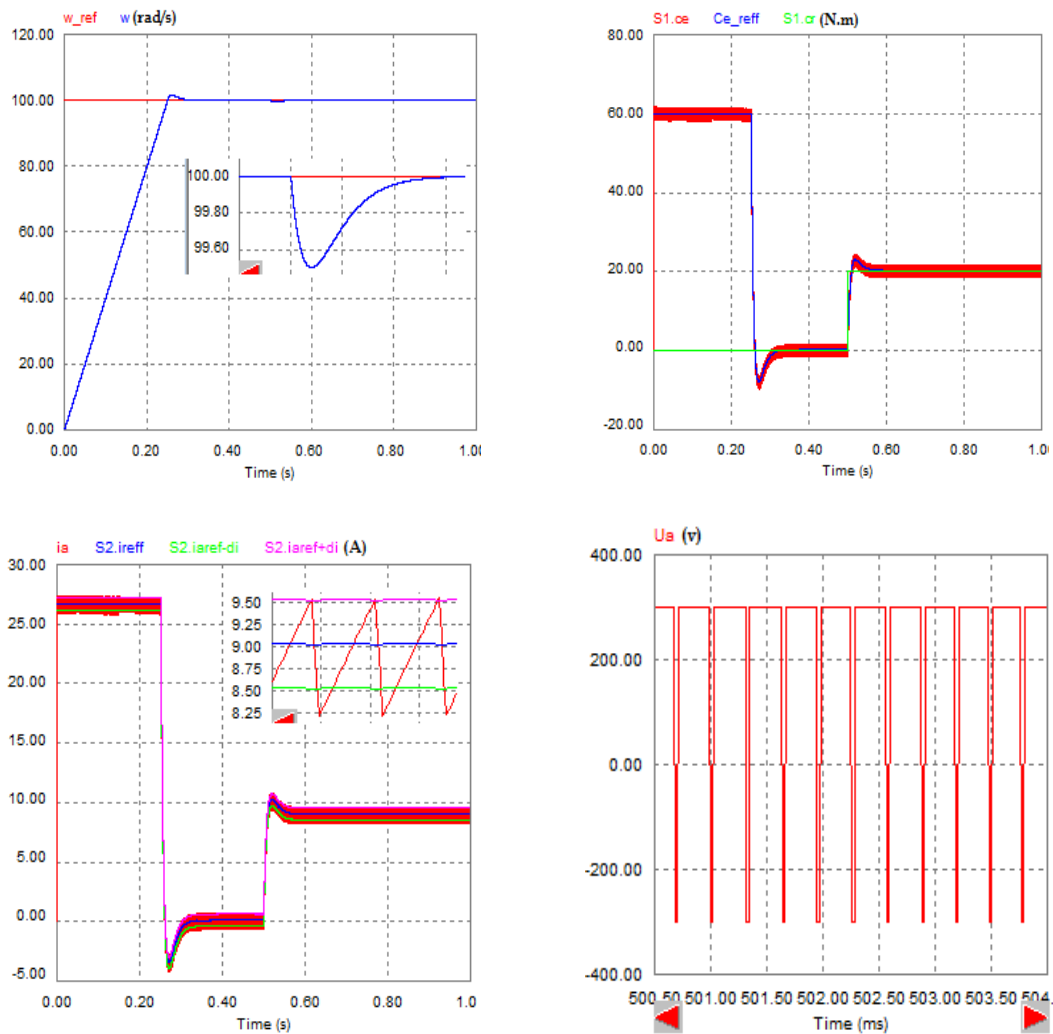 w_ref w (rad/s)
120.00
100.00
80.00
60.00
40.00
20.00
0.00
100.00
99.80
99.60
0.00 0.20 0.40 0.60 0.80 1.0
Time (s)
S1.ce Ce_reff S1.cr (N.m)
80.00
60.00
40.00
20.00
0.00
-20.00
0.00 0.20 0.40 0.60 0.80 1.0
Time (s)
ia S2.ireff S2.iaref-di S2.iaref+di (A)
30.00
25.00
20.00
15.00
10.00
5.00
0.00
-5.00
9.50
9.25
9.00
8.75
8.50
8.25
0.00 0.20 0.40 0.60 0.80 1.0
Time (s)
Ua (v)
400.00
200.00
0.00
-200.00
-400.00
500. 501.00 501.50 502.00 502.50 503.00 503.50 504.
Time (ms)